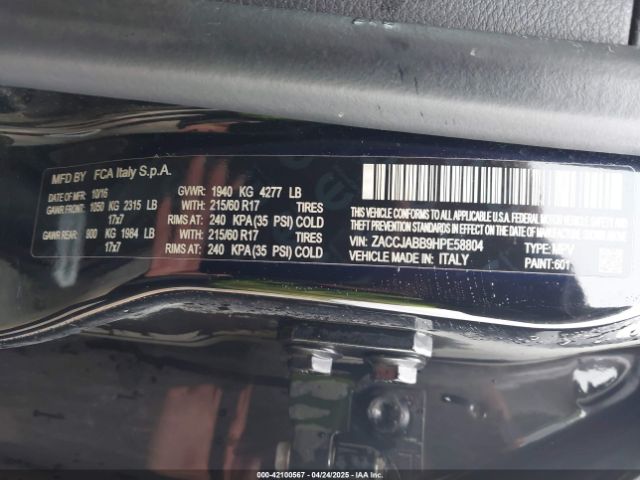 MFD BY FCA Italy S.p.A.
DATE OF MFR 10/16 GVWR: 1940 KG 4277 LB
GAWR FRONT: 1050 KG 2315 LB WITH: 215/60 R17 TIRES
17x7 RIMS AT: 240 KPA(35 PSI) COLD
GAWR REAR: 900 KG 1984 LB WITH: 215/60 R17 TIRES
17x7 RIMS AT: 240 KPA (35 PSI) COLD
THIS VEHICLE CONFORMS TO ALL APPLICABLE U.S.A. FEDERAL MOTOR VEHICLE SAFETY, BUMPER, AND
THEFT PREVENTION STANDARDS IN EFFECT ON THE DATE OF MANUFACTURE SHOWN ABOVE.
VIN: ZACCJABB9HPE58804 TYPE: MPV
VEHICLE MADE IN: ITALY PAINT: 601
000-42100567 - 04/24/2025 - IAAI Inc.